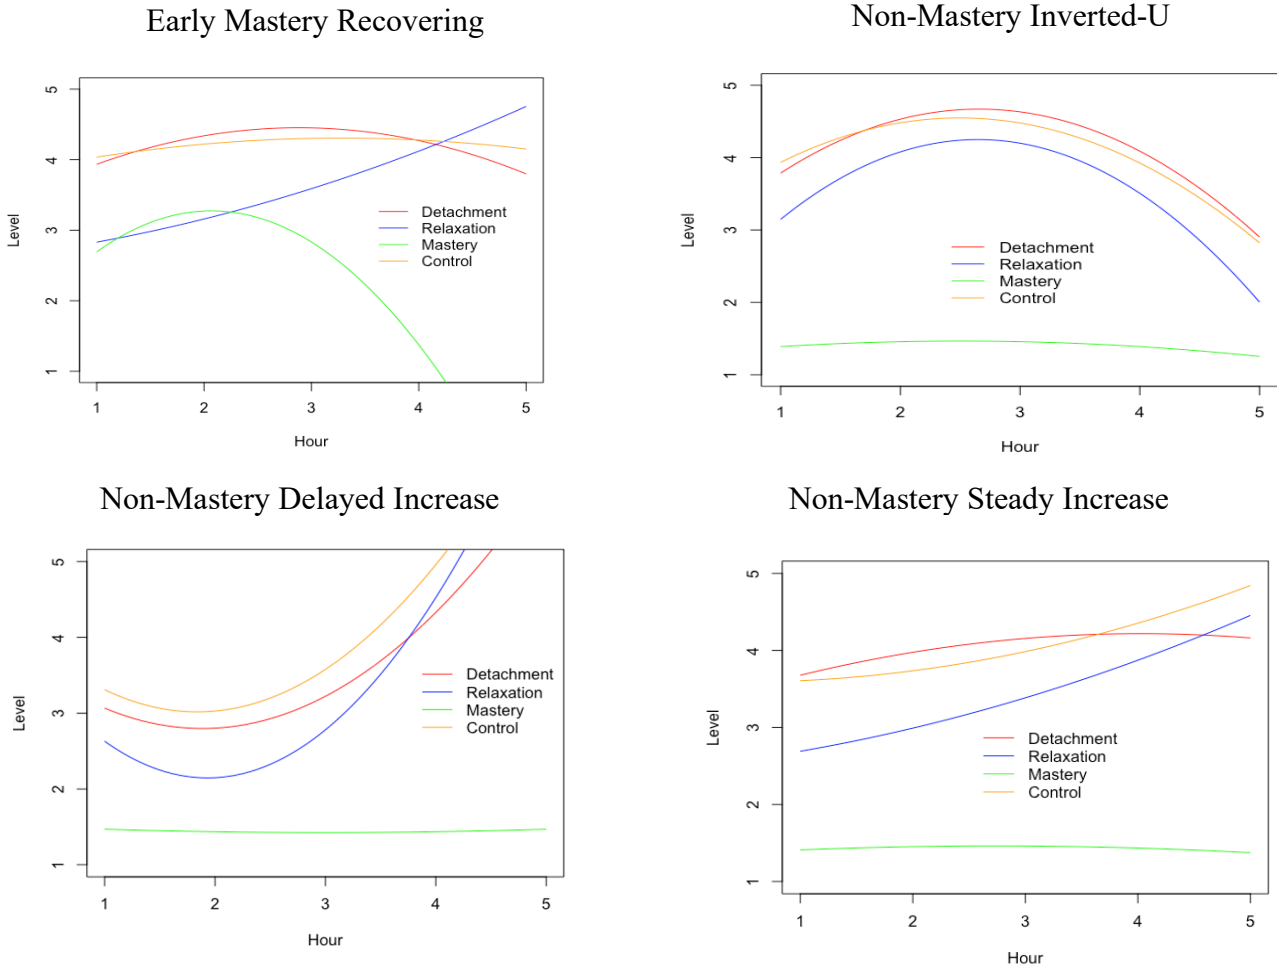 Early Mastery Recovering
Level
5
4
3
2
1
Detachment
Relaxation
Mastery
Control
1 2 3 4 5
Hour
Non-Mastery Inverted-U
Level
5
4
3
2
1
Detachment
Relaxation
Mastery
Control
1 2 3 4 5
Hour
Non-Mastery Delayed Increase
Level
5
4
3
2
1
Detachment
Relaxation
Mastery
Control
1 2 3 4 5
Hour
Non-Mastery Steady Increase
Level
5
4
3
2
1
Detachment
Relaxation
Mastery
Control
1 2 3 4 5
Hour